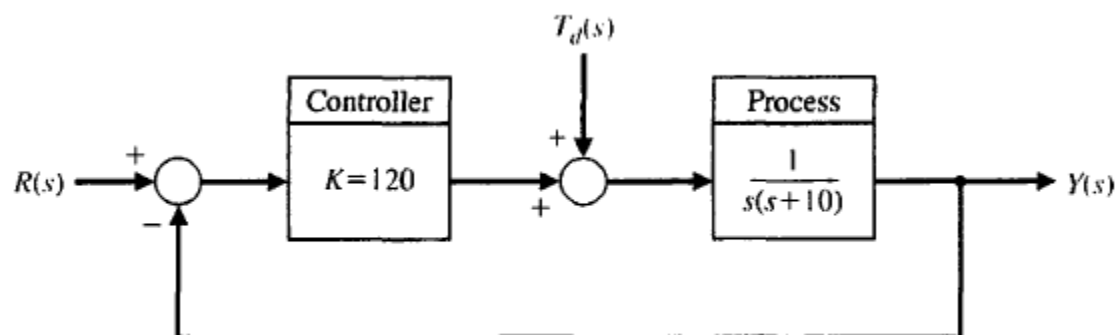 T_d(s)
Controller
Process
R(s)
+
−
K=120
+
+
1
s(s+10)
Y(s)